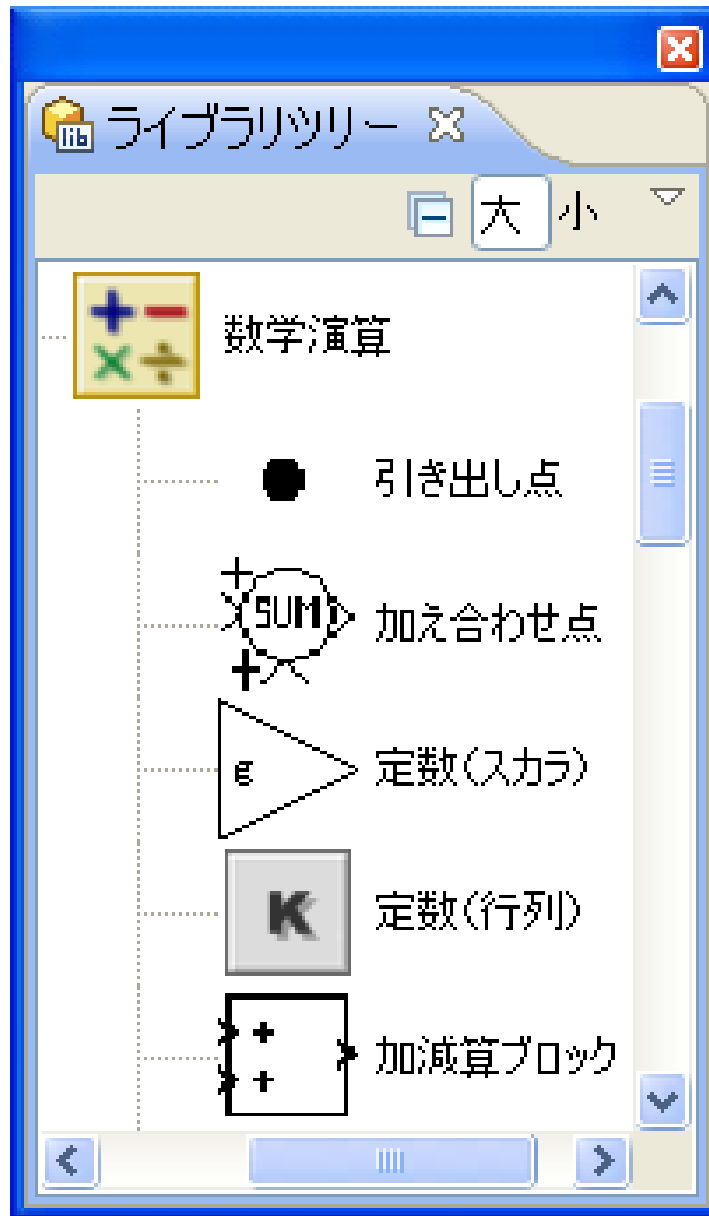 lib ライブラリツリー
大 小
数学演算
引き出し点
SUM 加え合わせ点
g 定数(スカラ)
K 定数(行列)
加減算ブロック